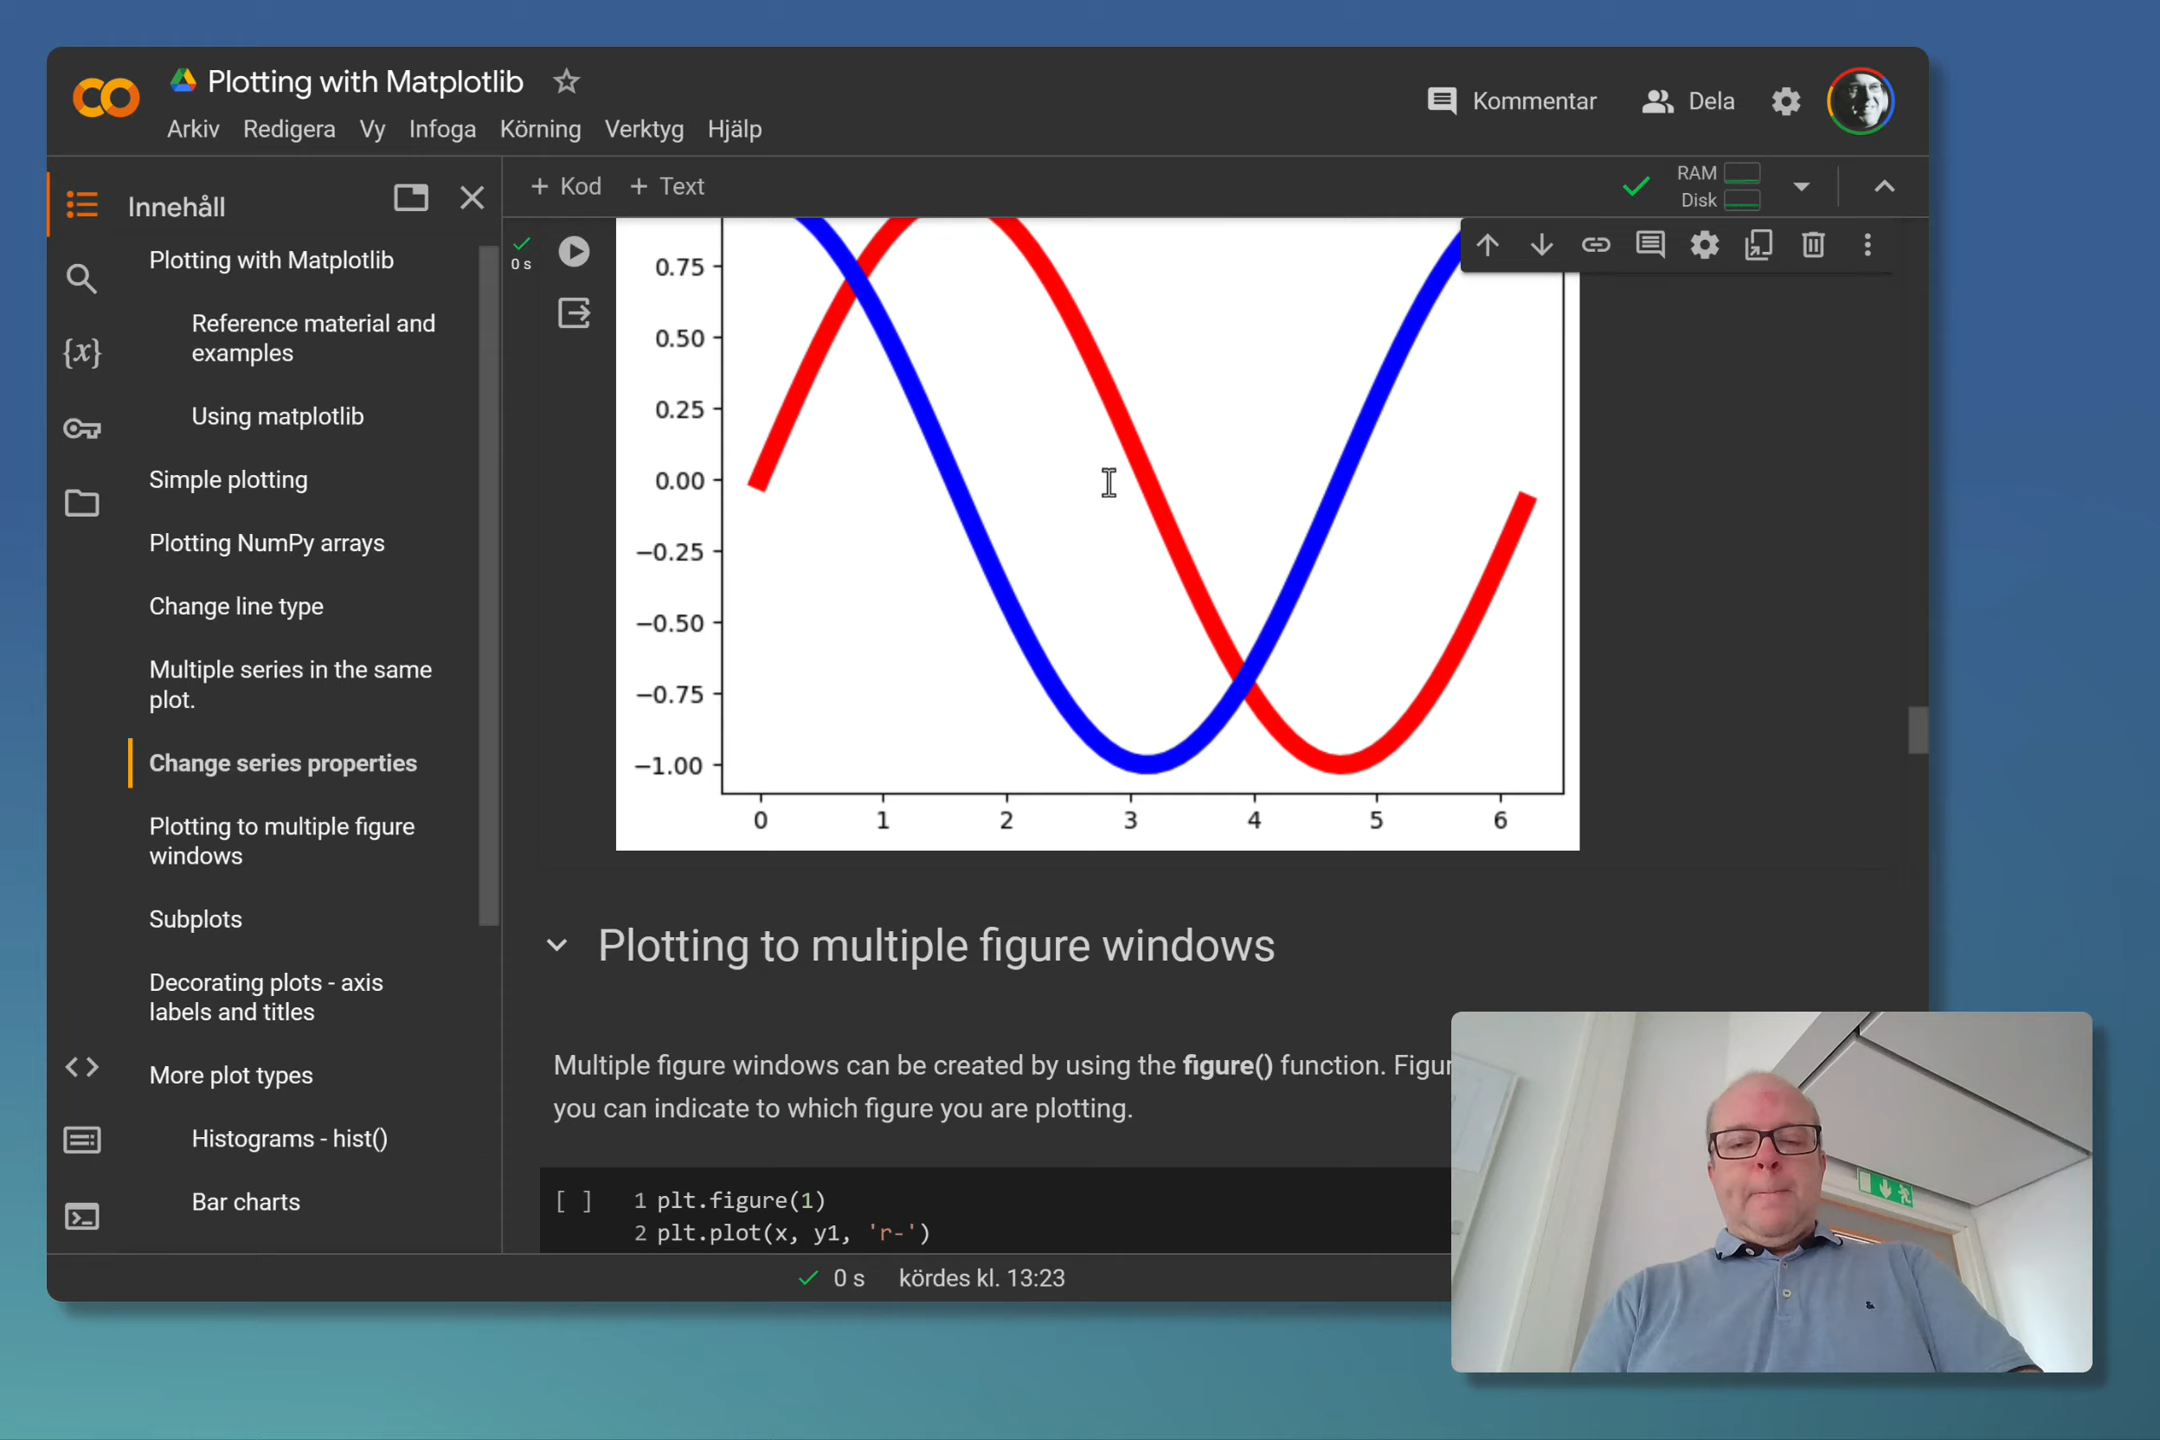 Plotting with Matplotlib
Kommentar
Dela
Arkiv Redigera Vy Infoga Körning Verktyg Hjälp
+ Kod + Text
RAM
Disk
Innehåll
Plotting with Matplotlib
Reference material and
examples
Using matplotlib
Simple plotting
Plotting NumPy arrays
Change line type
Multiple series in the same
plot.
Change series properties
Plotting to multiple figure
windows
Subplots
Decorating plots - axis
labels and titles
More plot types
Histograms - hist()
Bar charts
{x}
0 s
0.75
0.50
0.25
0.00
−0.25
−0.50
−0.75
−1.00
0 1 2 3 4 5 6
Plotting to multiple figure windows
Multiple figure windows can be created by using the figure() function. Figur
you can indicate to which figure you are plotting.
[ ] 1 plt.figure(1)
2 plt.plot(x, y1, 'r-')
0 s kördes kl. 13:23